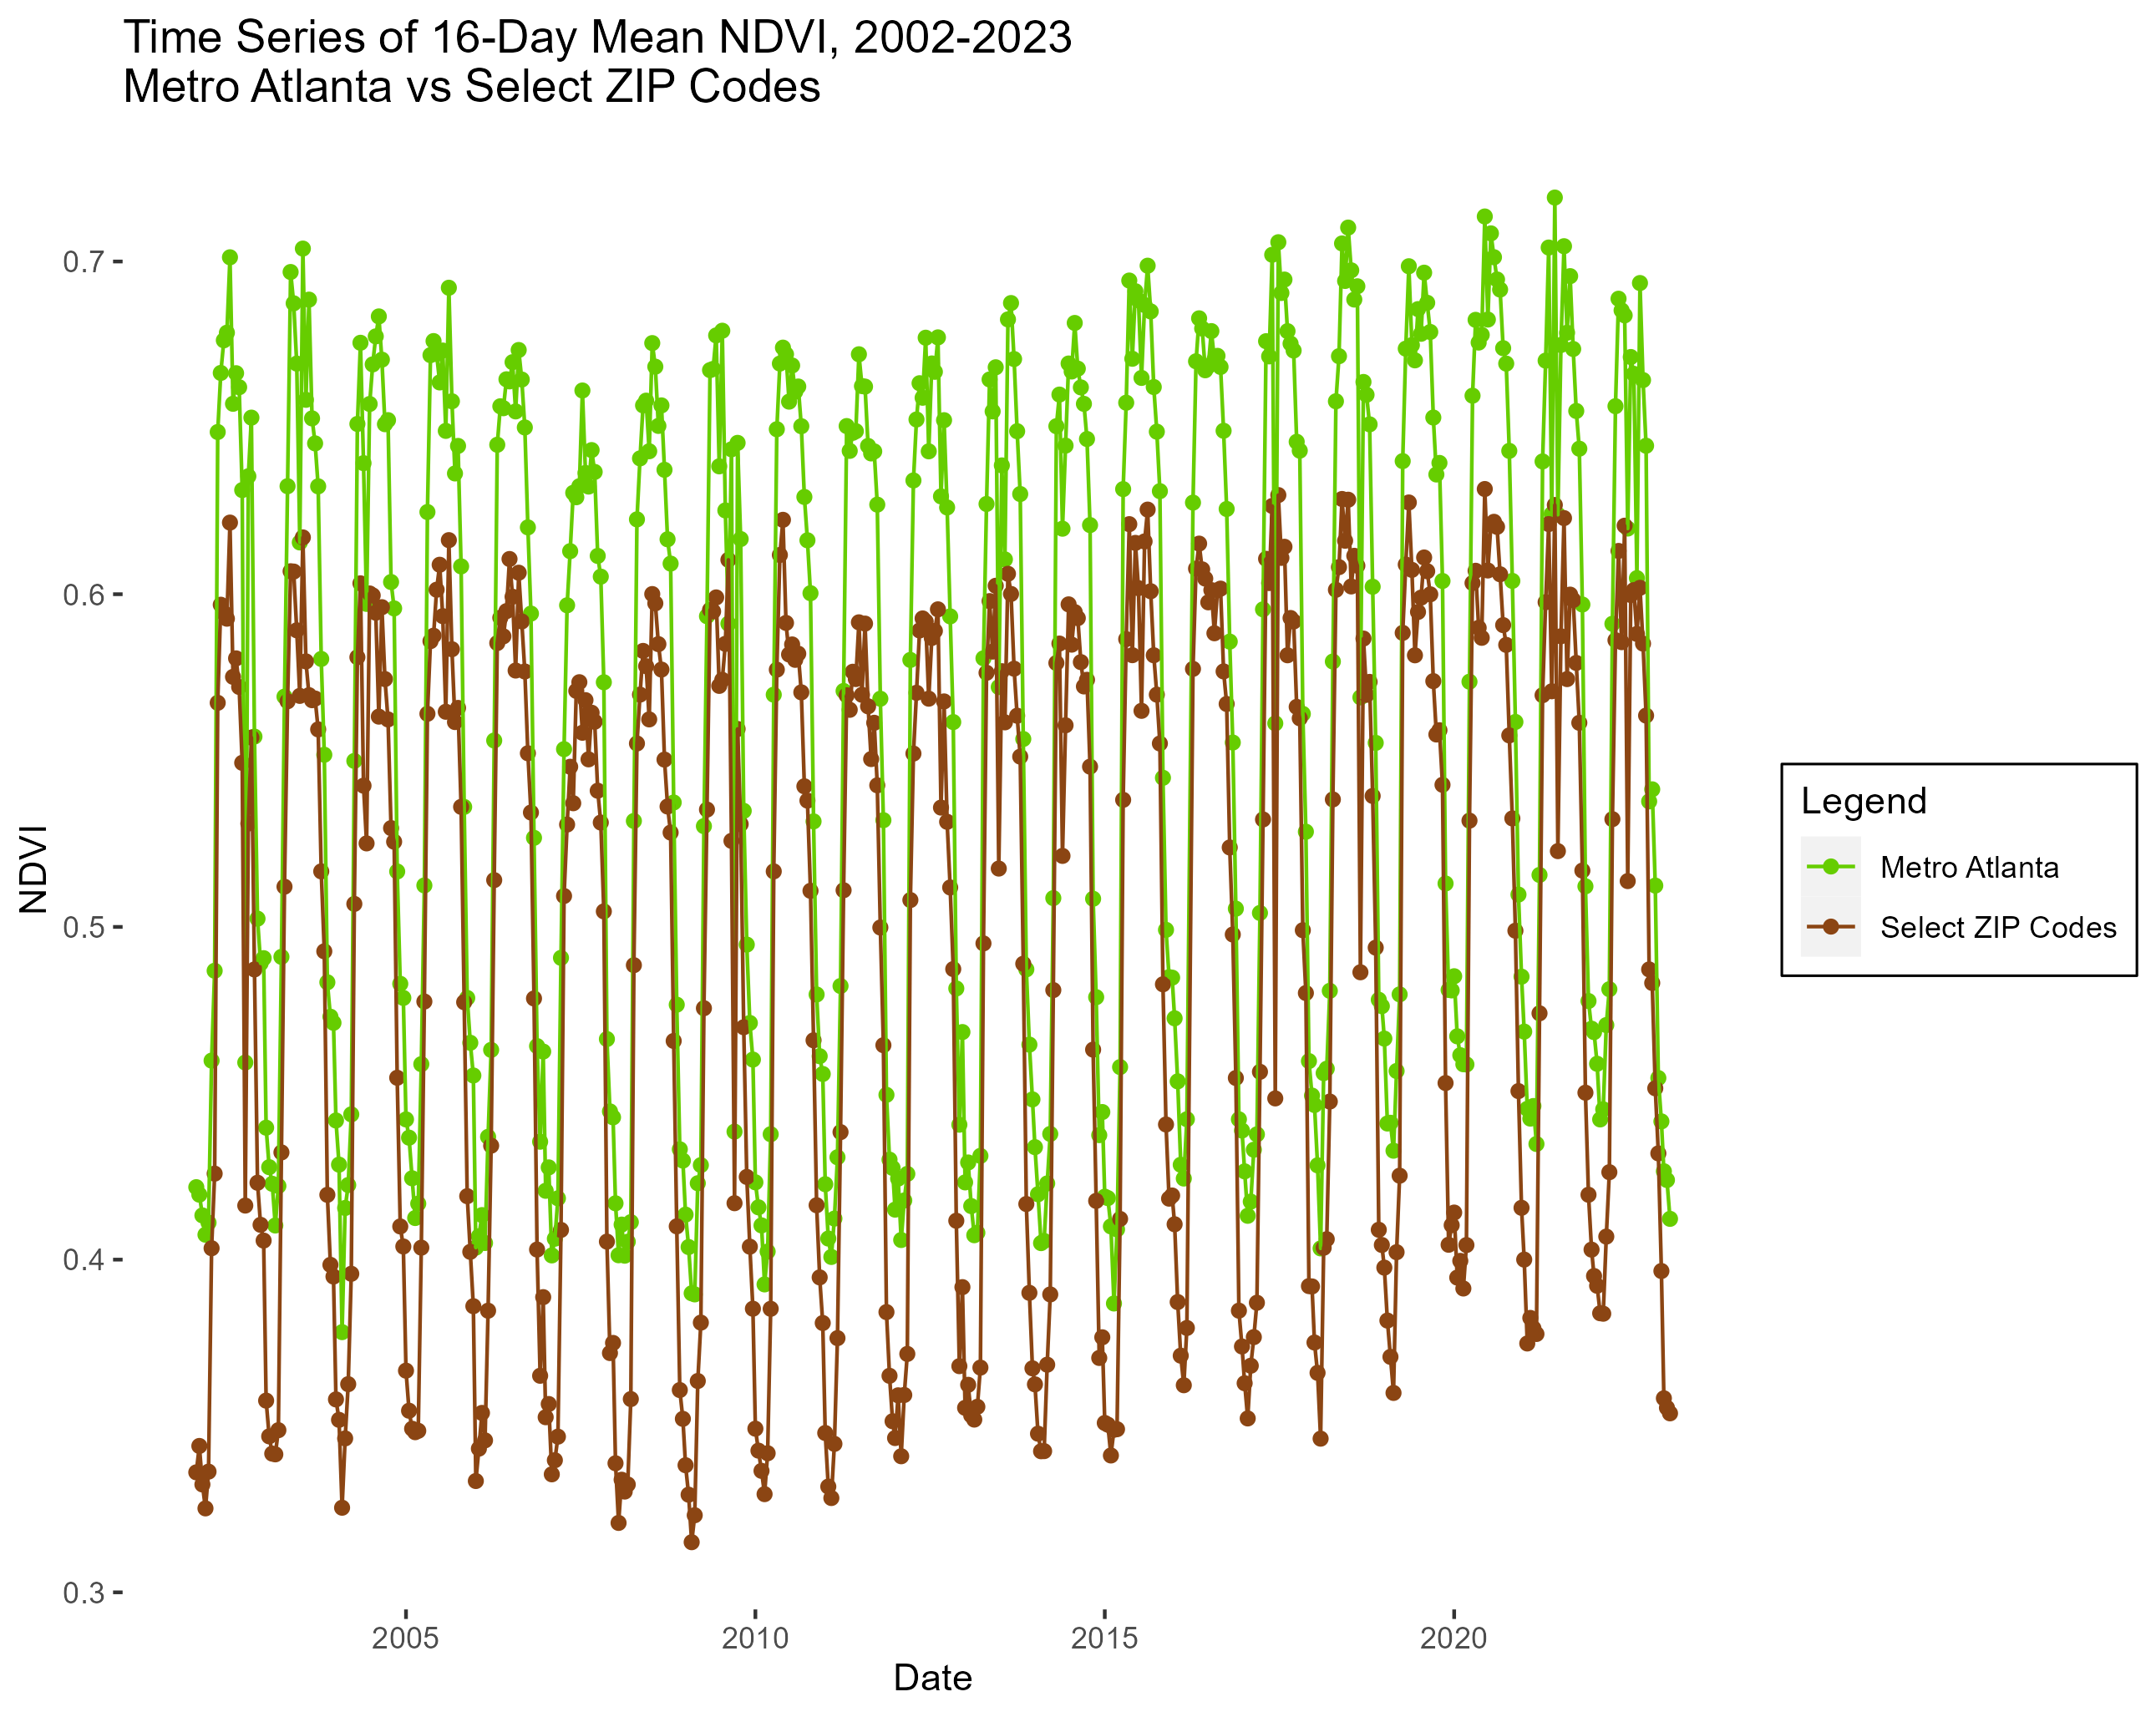 Time Series of 16-Day Mean NDVI, 2002-2023
Metro Atlanta vs Select ZIP Codes
NDVI
0.7
0.6
0.5
0.4
0.3
2005
2010
2015
2020
Date
Legend
Metro Atlanta
Select ZIP Codes